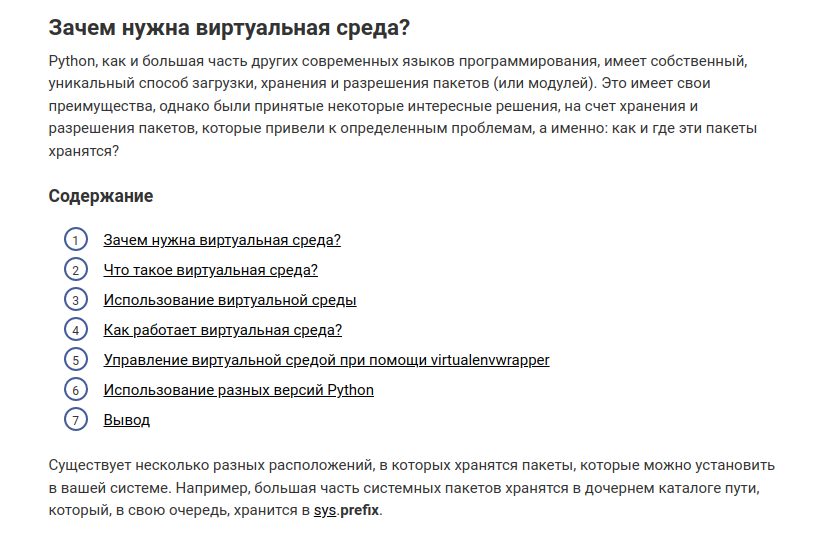 Зачем нужна виртуальная среда?
Python, как и большая часть других современных языков программирования, имеет собственный,
уникальный способ загрузки, хранения и разрешения пакетов (или модулей). Это имеет свои
преимущества, однако были принятые некоторые интересные решения, на счет хранения и
разрешения пакетов, которые привели к определенным проблемам, а именно: как и где эти пакеты
хранятся?
Содержание
1 Зачем нужна виртуальная среда?
2 Что такое виртуальная среда?
3 Использование виртуальной среды
4 Как работает виртуальная среда?
5 Управление виртуальной средой при помощи virtualenvwrapper
6 Использование разных версий Python
7 Вывод
Существует несколько разных расположений, в которых хранятся пакеты, которые можно установить
в вашей системе. Например, большая часть системных пакетов хранятся в дочернем каталоге пути,
который, в свою очередь, хранится в sys.prefix.